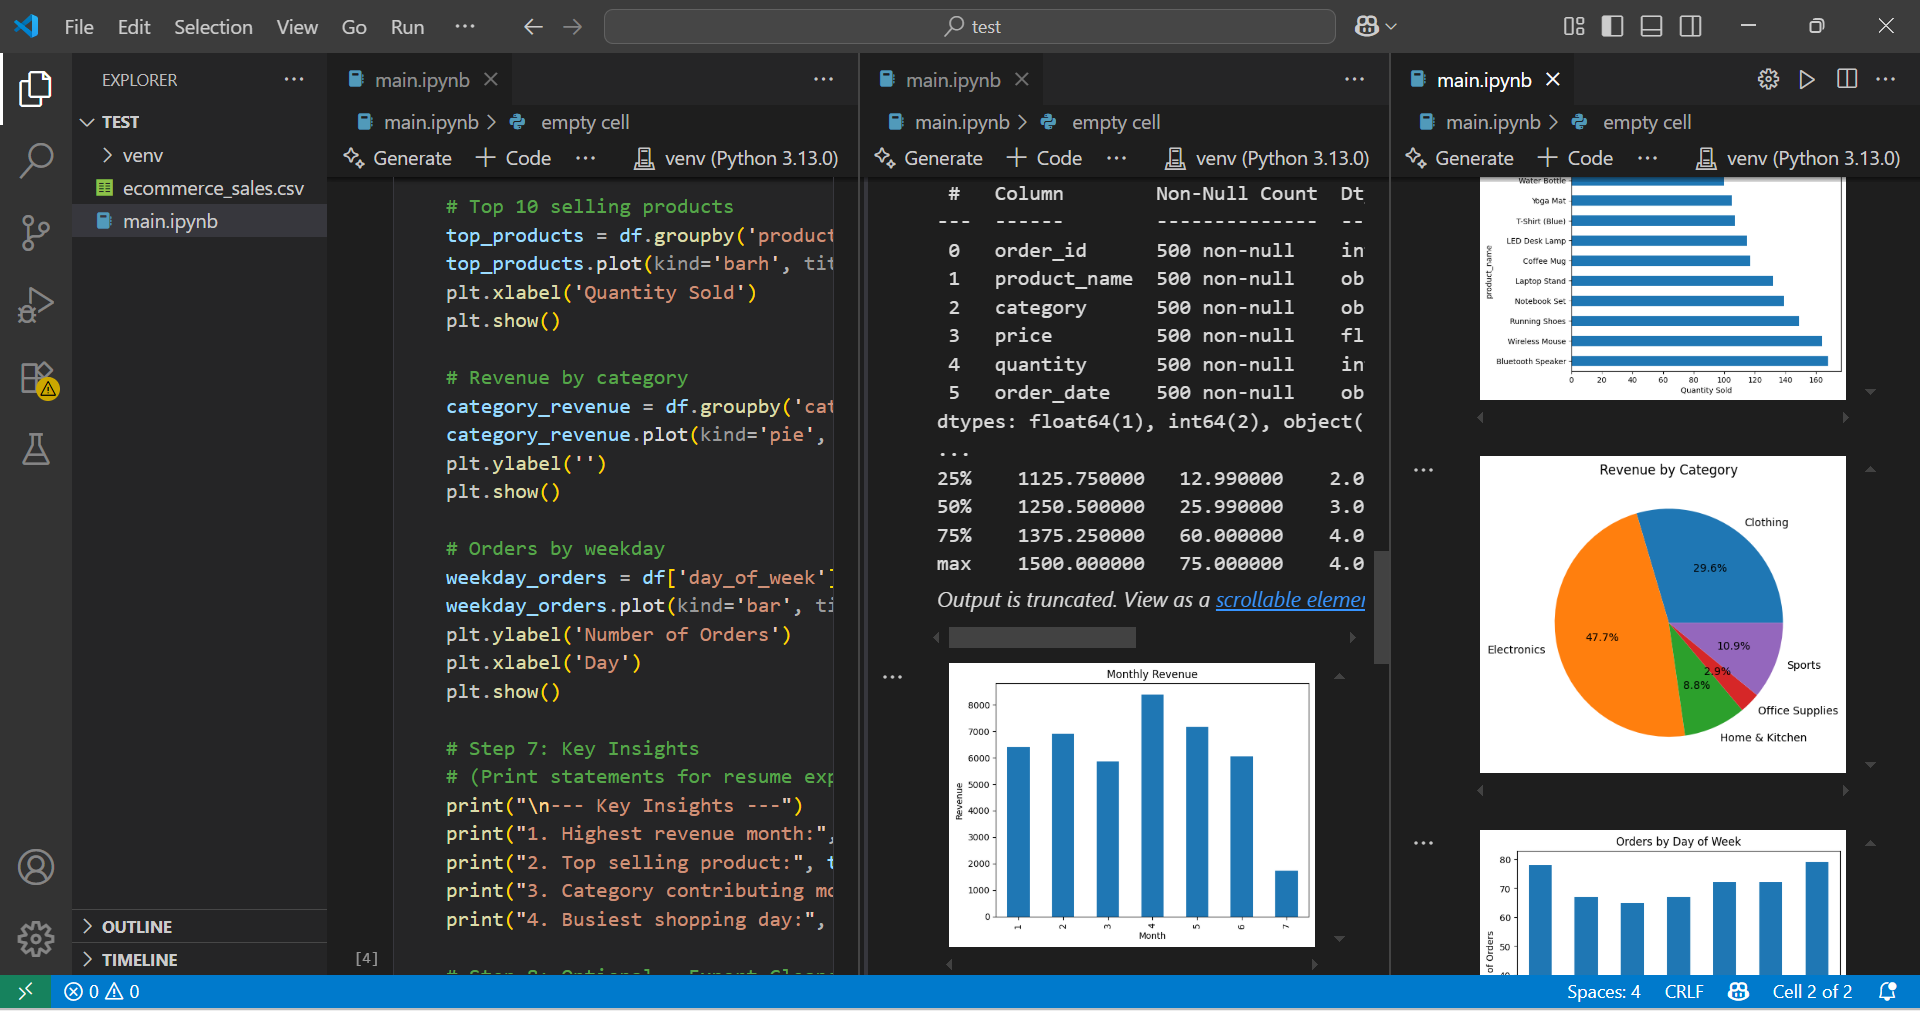 File Edit Selection View Go Run ···
test
EXPLORER ···
TEST
venv
ecommerce_sales.csv
main.ipynb
OUTLINE
TIMELINE
main.ipynb ···
main.ipynb > empty cell
Generate + Code ··· venv (Python 3.13.0)
# Top 10 selling products
top_products = df.groupby('product
top_products.plot(kind='barh', tit
plt.xlabel('Quantity Sold')
plt.show()
# Revenue by category
category_revenue = df.groupby('cat
category_revenue.plot(kind='pie',
plt.ylabel('')
plt.show()
# Orders by weekday
weekday_orders = df['day_of_week']
weekday_orders.plot(kind='bar', ti
plt.ylabel('Number of Orders')
plt.xlabel('Day')
plt.show()
# Step 7: Key Insights
# (Print statements for resume exp
print("\n--- Key Insights ---")
print("1. Highest revenue month:",
print("2. Top selling product:", t
print("3. Category contributing mo
print("4. Busiest shopping day:",
[4]
main.ipynb ···
main.ipynb > empty cell
Generate + Code ··· venv (Python 3.13.0)
# Column Non-Null Count Dt
--- ------ -------------- --
0 order_id 500 non-null in
1 product_name 500 non-null ob
2 category 500 non-null ob
3 price 500 non-null fl
4 quantity 500 non-null in
5 order_date 500 non-null ob
dtypes: float64(1), int64(2), object(
...
25% 1125.750000 12.990000 2.0
50% 1250.500000 25.990000 3.0
75% 1375.250000 60.000000 4.0
max 1500.000000 75.000000 4.0
Output is truncated. View as a scrollable elemen
···
Monthly Revenue
8000
7000
6000
5000
4000
3000
2000
1000
0
Revenue
1 2 3 4 5 6 7
Month
main.ipynb ···
main.ipynb > empty cell
Generate + Code ··· venv (Python 3.13.0)
Water Bottle
Yoga Mat
T-Shirt (Blue)
LED Desk Lamp
Coffee Mug
Laptop Stand
Notebook Set
Running Shoes
Wireless Mouse
Bluetooth Speaker
product_name
0 20 40 60 80 100 120 140 160
Quantity Sold
···
Revenue by Category
Clothing
29.6%
47.7%
Electronics
10.9%
Sports
2.9%
8.8%
Office Supplies
Home & Kitchen
···
Orders by Day of Week
80
70
60
50
of Orders
0 0
Spaces: 4 CRLF Cell 2 of 2